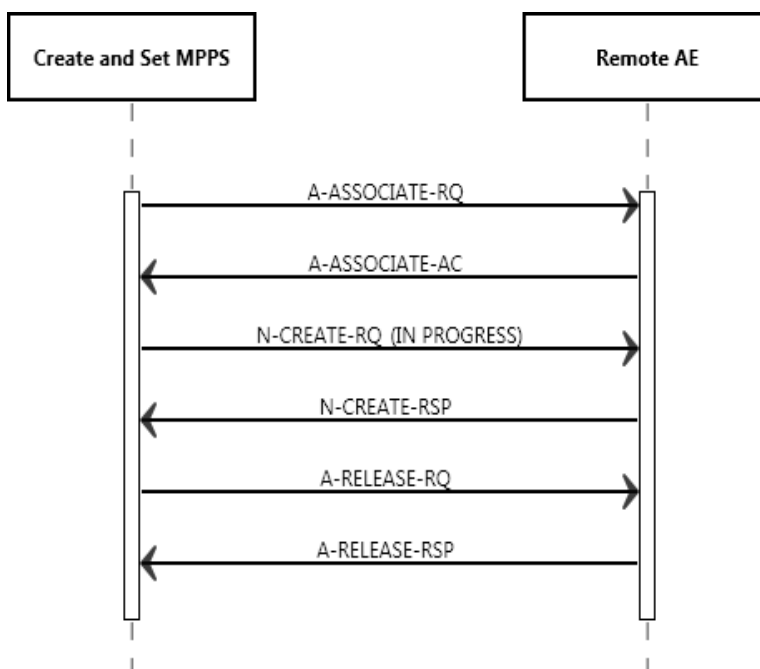 Create and Set MPPS
Remote AE
A-ASSOCIATE-RQ
A-ASSOCIATE-AC
N-CREATE-RQ (IN PROGRESS)
N-CREATE-RSP
A-RELEASE-RQ
A-RELEASE-RSP